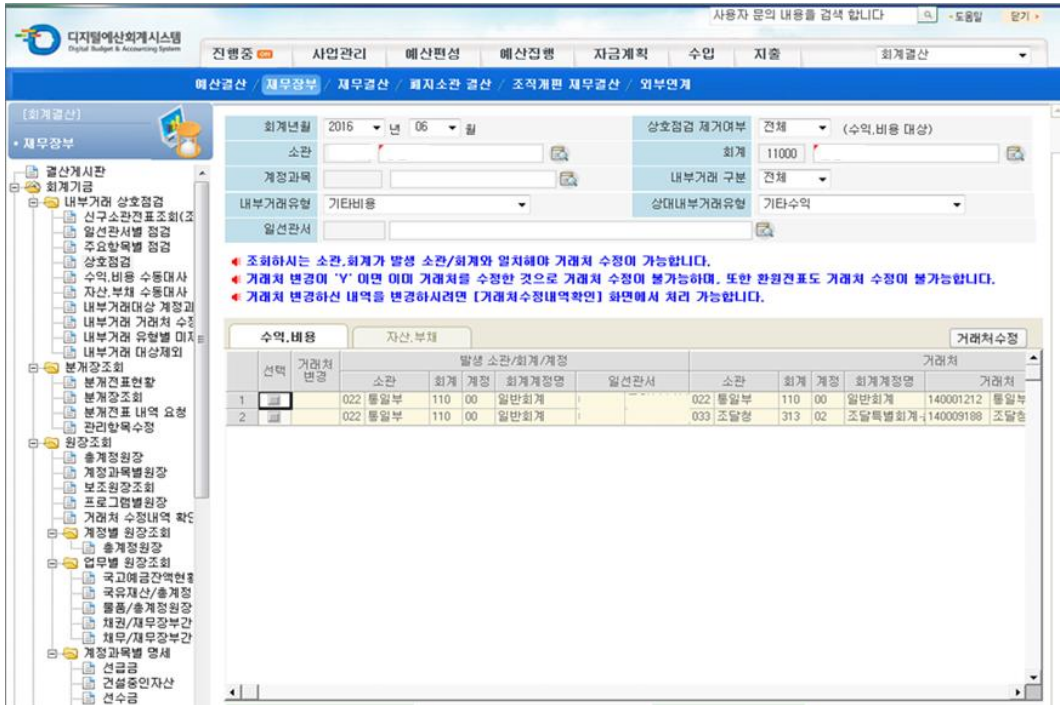 사용자 문의 내용을 검색 합니다
도움말
닫기
디지털예산회계시스템
Digital Budget & Accounting System
진행중
사업관리
예산편성
예산집행
자금계획
수입
지출
회계결산
예산결산 / 재무장부 / 재무결산 / 폐지소관 결산 / 조직개편 재무결산 / 외부연계
[회계결산]
• 재무장부
결산게시판
회계기금
내부거래 상호점검
신구소관전표조회(조
일선관서별 점검
주요항목별 점검
상호점검
수익,비용 수동대사
자산,부채 수동대사
내부거래대상 계정과
내부거래 거래처 수정
내부거래 유형별 미지
내부거래 대상제외
분개장조회
분개전표현황
분개장조회
분개전표 내역 요청
관리항목수정
원장조회
총계정원장
계정과목별원장
보조원장조회
프로그램별원장
거래처 수정내역 확인
계정별 원장조회
총계정원장
업무별 원장조회
국고예금잔액현황
국유재산/총계정
물품/총계정원장
채권/재무장부간
채무/재무장부간
계정과목별 명세
선급금
건설중인자산
선수금
회계년월 2016 년 06 월 상호점검 제거여부 전체 (수익,비용 대상)
소관 회계 11000
계정과목 내부거래 구분 전체
내부거래유형 기타비용 상대내부거래유형 기타수익
일선관서
조회하시는 소관,회계가 발생 소관/회계와 일치해야 거래처 수정이 가능합니다.
거래처 변경이 'Y' 이면 이미 거래처를 수정한 것으로 거래처 수정이 불가능하며, 또한 환원전표도 거래처 수정이 불가능합니다.
거래처 변경하신 내역을 변경하시려면 [거래처수정내역확인] 화면에서 처리 가능합니다.
수익,비용
자산,부채
거래처수정
선택 거래처 변경 발생 소관/회계/계정 거래처
소관 회계 계정 회계계정명 일선관서 소관 회계 계정 회계계정명 거래처
1 022 통일부 110 00 일반회계 022 통일부 110 00 일반회계 140001212 통일부
2 022 통일부 110 00 일반회계 033 조달청 313 02 조달특별회계- 140009188 조달청